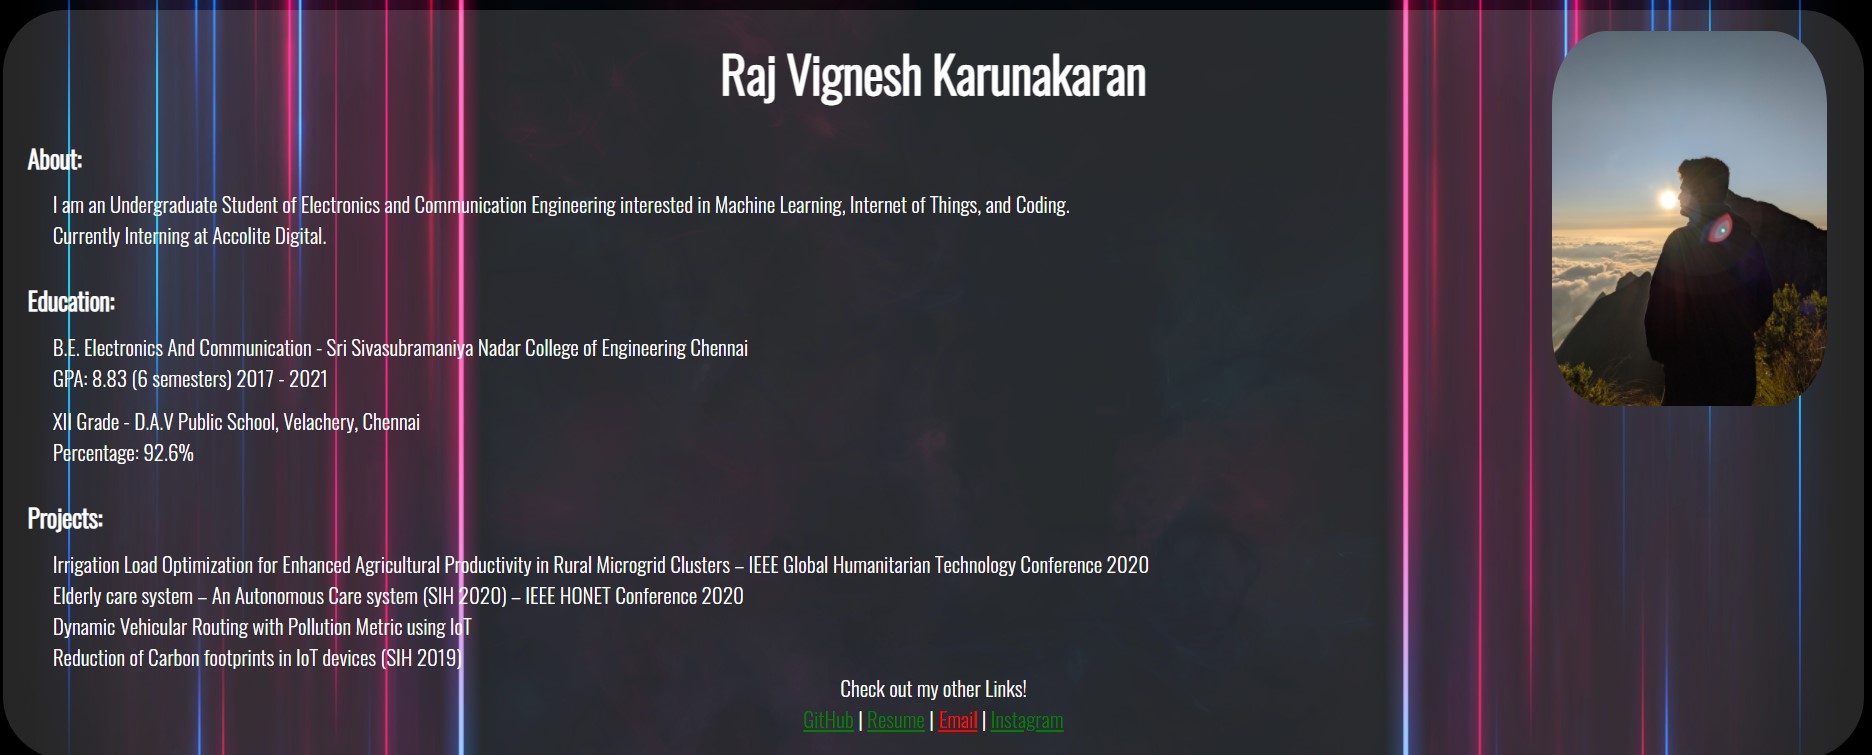 Raj Vignesh Karunakaran
About:
I am an Undergraduate Student of Electronics and Communication Engineering interested in Machine Learning, Internet of Things, and Coding.
Currently Interning at Accolite Digital.
Education:
B.E. Electronics And Communication - Sri Sivasubramaniya Nadar College of Engineering Chennai
GPA: 8.83 (6 semesters) 2017 - 2021
XII Grade - D.A.V Public School, Velachery, Chennai
Percentage: 92.6%
Projects:
Irrigation Load Optimization for Enhanced Agricultural Productivity in Rural Microgrid Clusters – IEEE Global Humanitarian Technology Conference 2020
Elderly care system – An Autonomous Care system (SIH 2020) – IEEE HONET Conference 2020
Dynamic Vehicular Routing with Pollution Metric using IoT
Reduction of Carbon footprints in IoT devices (SIH 2019)
Check out my other Links!
GitHub | Resume | Email | Instagram